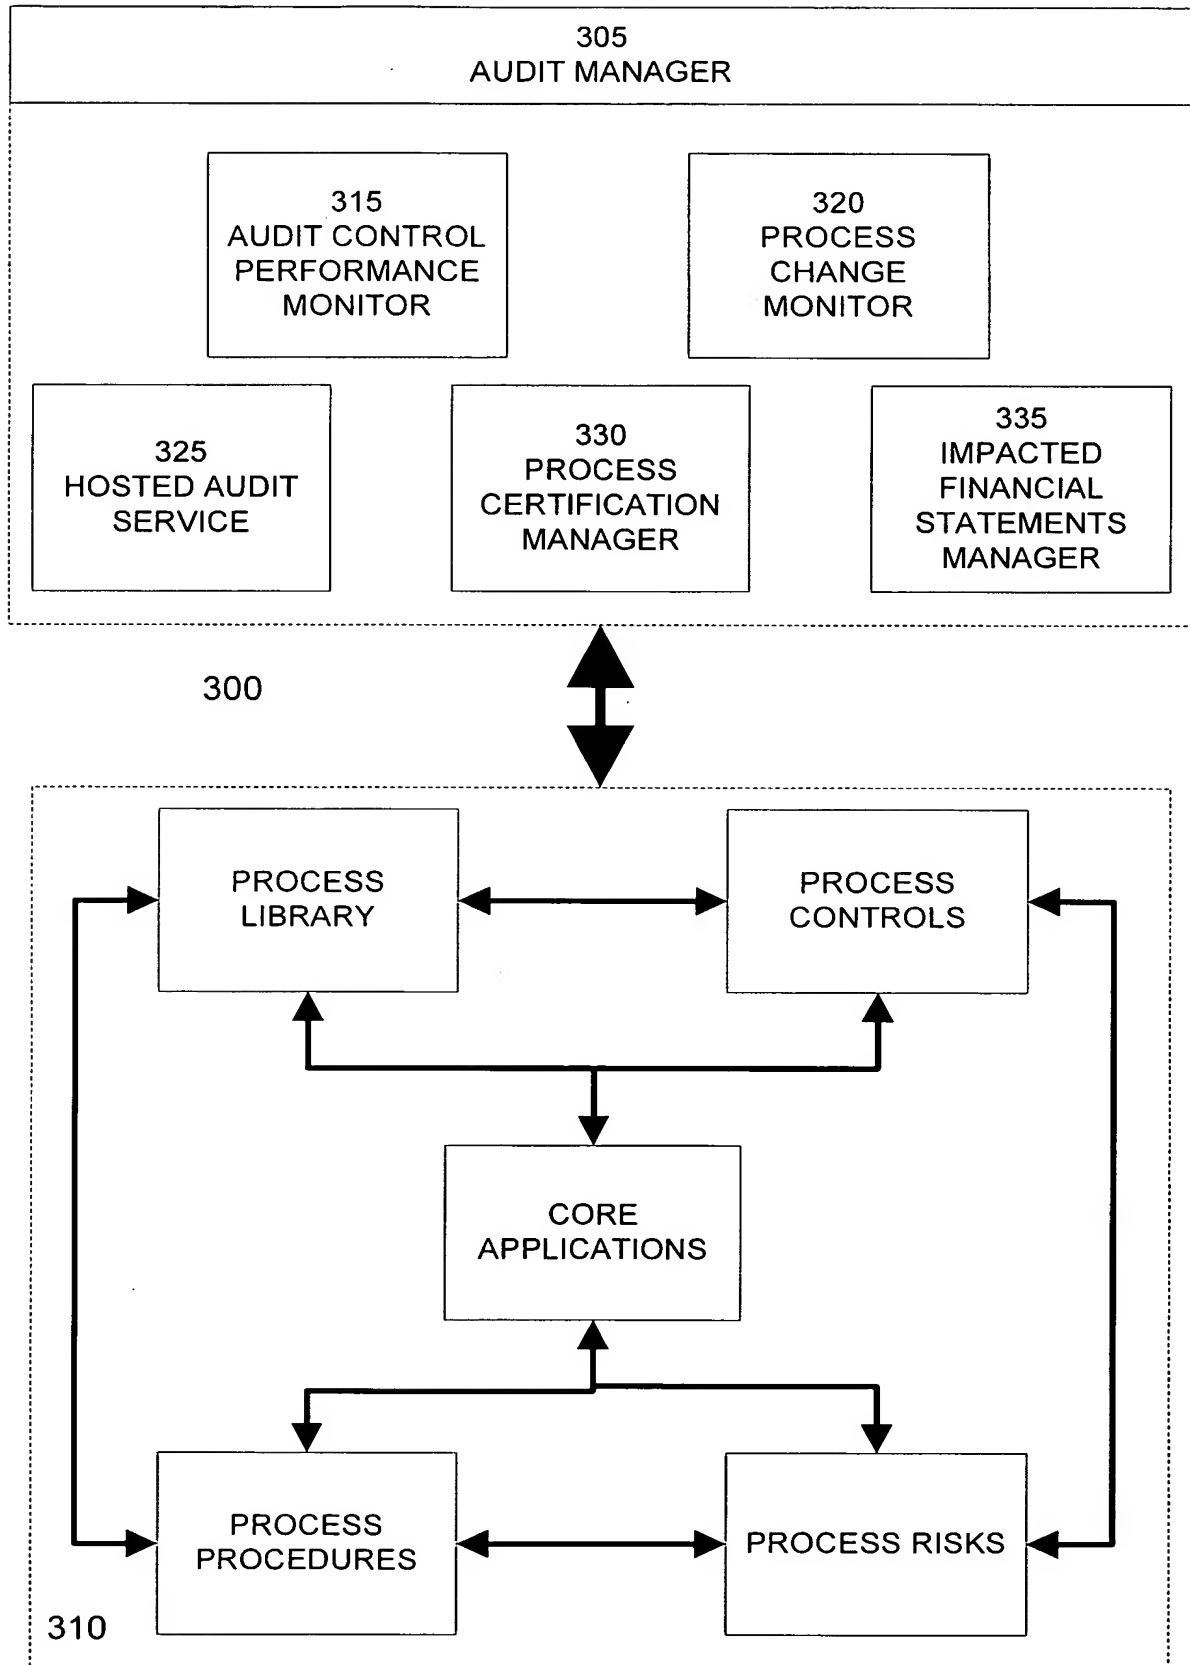 305
AUDIT MANAGER
315
AUDIT CONTROL
PERFORMANCE
MONITOR
320
PROCESS
CHANGE
MONITOR
325
HOSTED AUDIT
SERVICE
330
PROCESS
CERTIFICATION
MANAGER
335
IMPACTED
FINANCIAL
STATEMENTS
MANAGER
300
PROCESS
LIBRARY
PROCESS
CONTROLS
CORE
APPLICATIONS
PROCESS
PROCEDURES
PROCESS RISKS
310